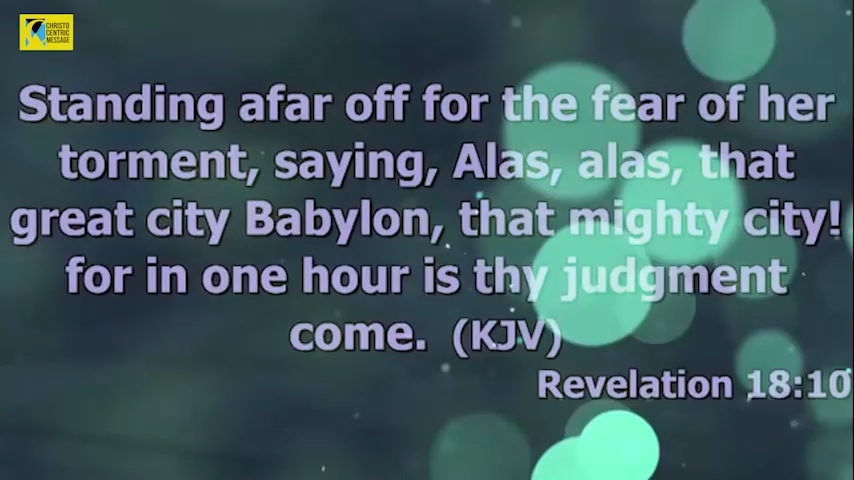 CHRISTO
CENTRIC
MESSAGE
Standing afar off for the fear of her
torment, saying, Alas, alas, that
great city Babylon, that mighty city!
for in one hour is thy judgment
come. (KJV)
Revelation 18:10